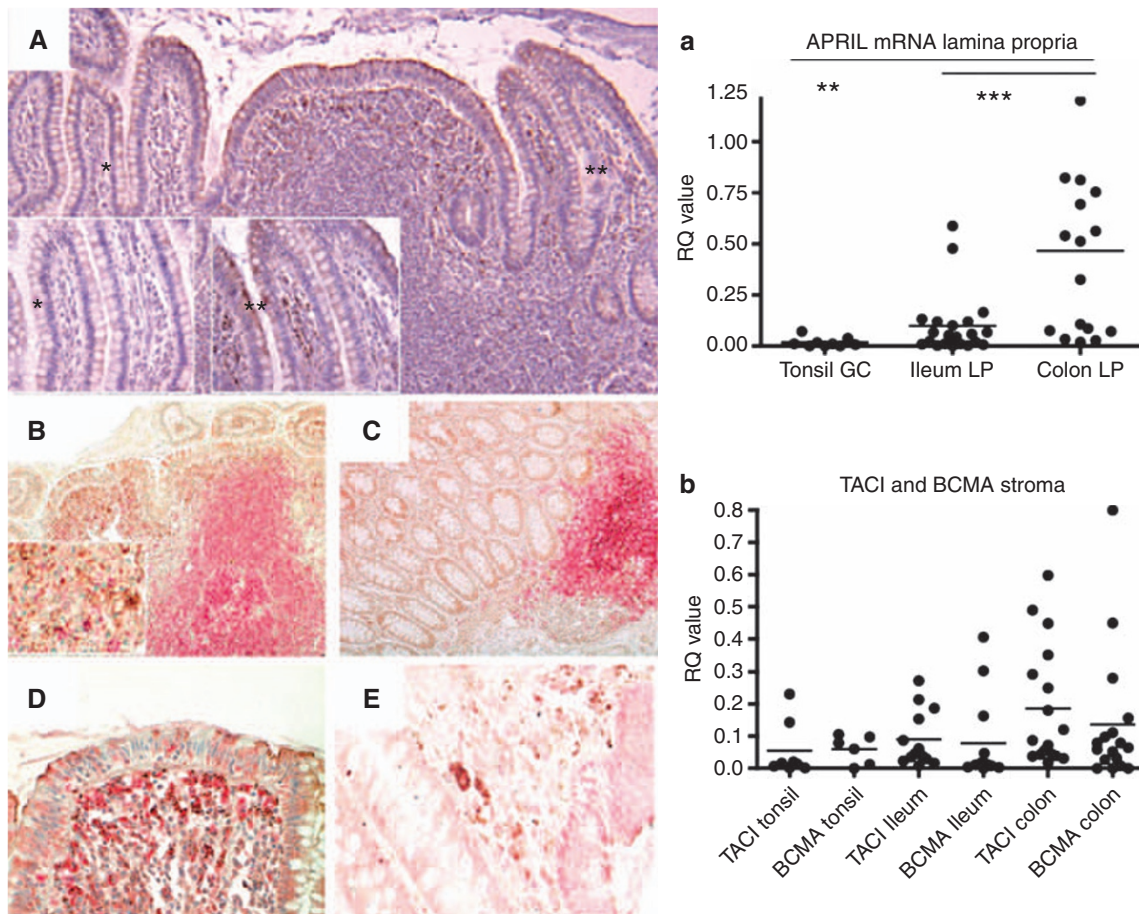 A
*
**
*
**
B
C
D
E
a
APRIL mRNA lamina propria
**
***
RQ value
1.25
1.00
0.75
0.50
0.25
0.00
Tonsil GC
Ileum LP
Colon LP
b
TACI and BCMA stroma
RQ value
0.8
0.7
0.6
0.5
0.4
0.3
0.2
0.1
0.0
TACI tonsil
BCMA tonsil
TACI Ileum
BCMA Ileum
TACI colon
BCMA colon